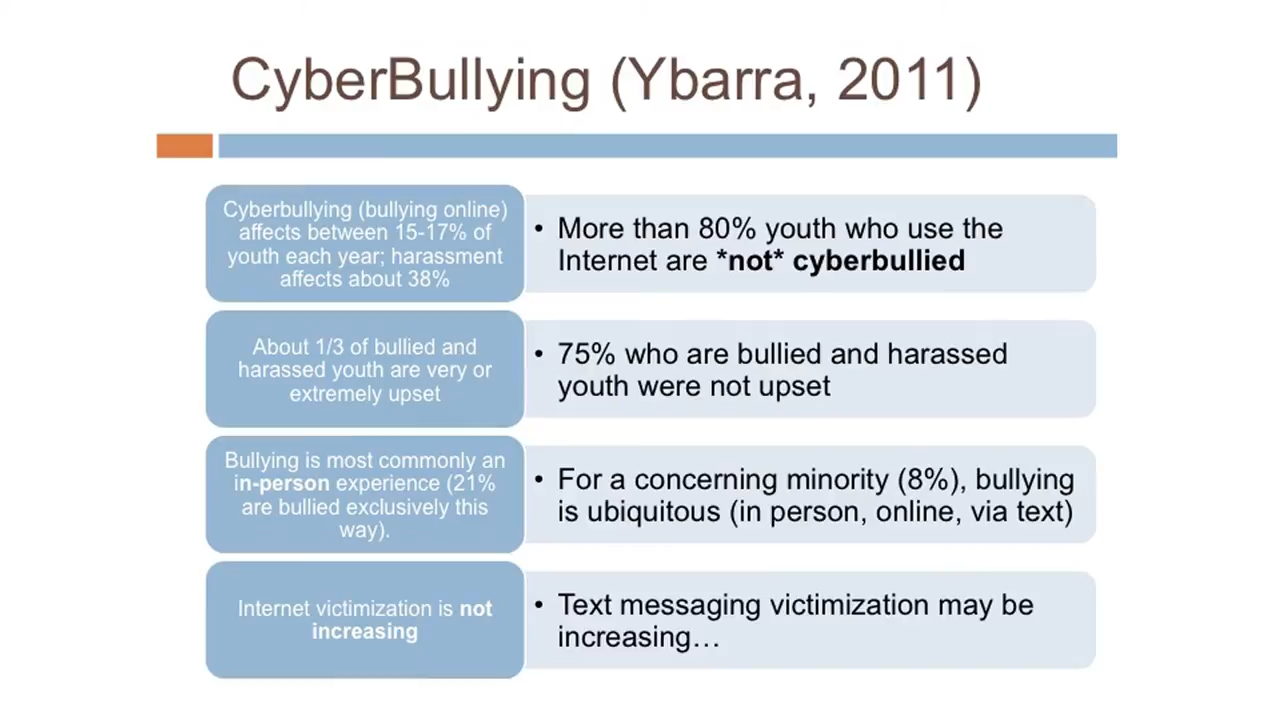 CyberBullying (Ybarra, 2011)
Cyberbullying (bullying online)
affects between 15-17% of
youth each year; harassment
affects about 38%
• More than 80% youth who use the
Internet are *not* cyberbullied
About 1/3 of bullied and
harassed youth are very or
extremely upset
• 75% who are bullied and harassed
youth were not upset
Bullying is most commonly an
in-person experience (21%
are bullied exclusively this
way).
• For a concerning minority (8%), bullying
is ubiquitous (in person, online, via text)
Internet victimization is not
increasing
• Text messaging victimization may be
increasing…